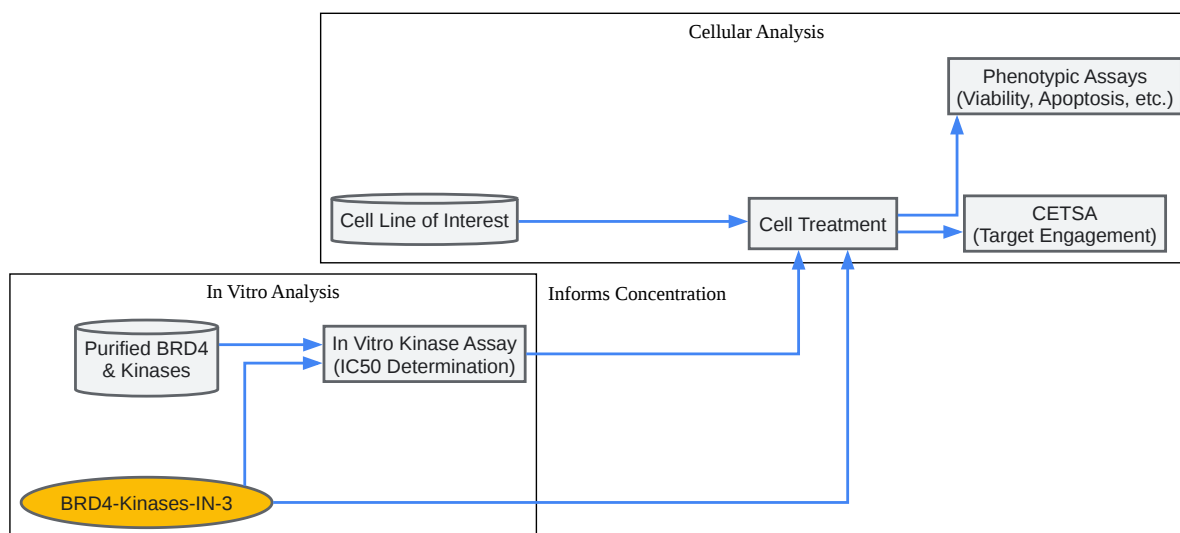 Cellular Analysis
Phenotypic Assays
(Viability, Apoptosis, etc.)
Cell Line of Interest
Cell Treatment
CETSA
(Target Engagement)
In Vitro Analysis
Informs Concentration
Purified BRD4
& Kinases
In Vitro Kinase Assay
(IC50 Determination)
BRD4-Kinases-IN-3